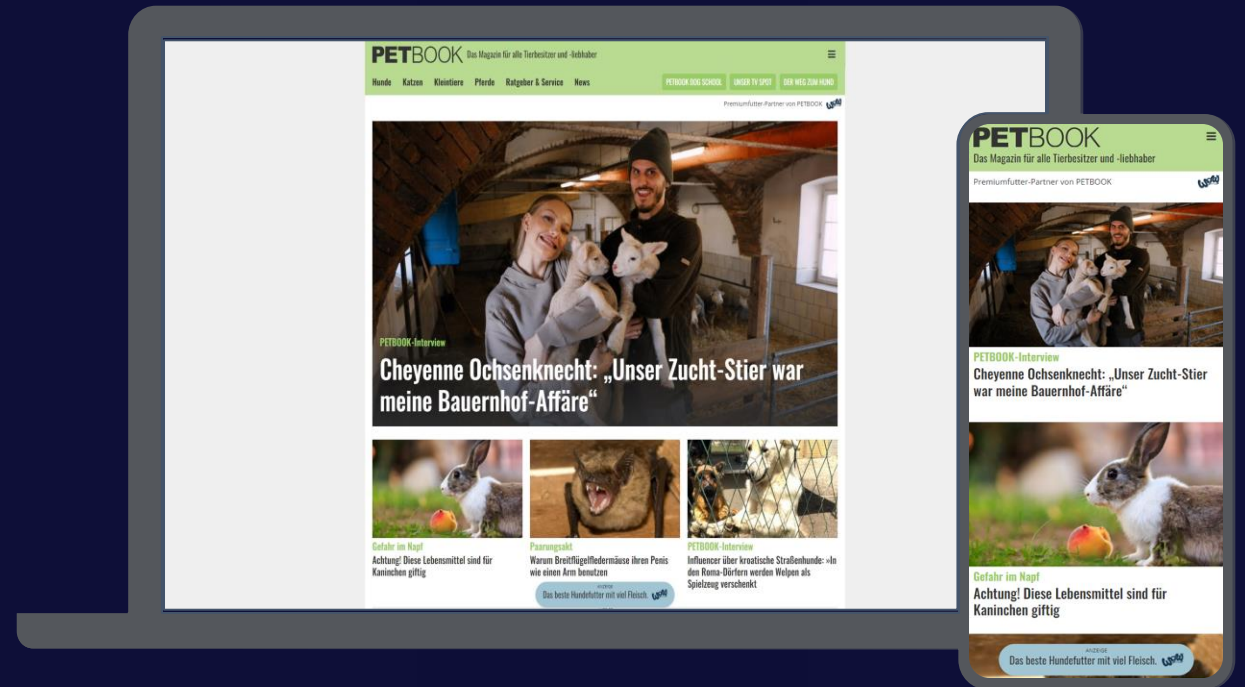 PETBOOK Das Magazin für alle Tierbesitzer und -liebhaber
Hunde Katzen Kleintiere Pferde Ratgeber & Service News PETBOOK DOG SCHOOL UNSER TV SPOT DER WEG ZUM HUND
Premiumfutter-Partner von PETBOOK Wow
PETBOOK-Interview
Cheyenne Ochsenknecht: „Unser Zucht-Stier war
meine Bauernhof-Affäre“
Gefahr im Napf
Achtung! Diese Lebensmittel sind für
Kaninchen giftig
Paarungsakt
Warum Breitflügelfledermäuse ihren Penis
wie einen Arm benutzen
PETBOOK-Interview
Influencer über kroatische Straßenhunde: »In
den Roma-Dörfern werden Welpen als
Spielzeug verschenkt
ANZEIGE
Das beste Hundefutter mit viel Fleisch. Wow
PETBOOK
Das Magazin für alle Tierbesitzer und -liebhaber
Premiumfutter-Partner von PETBOOK Wow
PETBOOK-Interview
Cheyenne Ochsenknecht: „Unser Zucht-Stier
war meine Bauernhof-Affäre“
Gefahr im Napf
Achtung! Diese Lebensmittel sind für
Kaninchen giftig
ANZEIGE
Das beste Hundefutter mit viel Fleisch. Wow